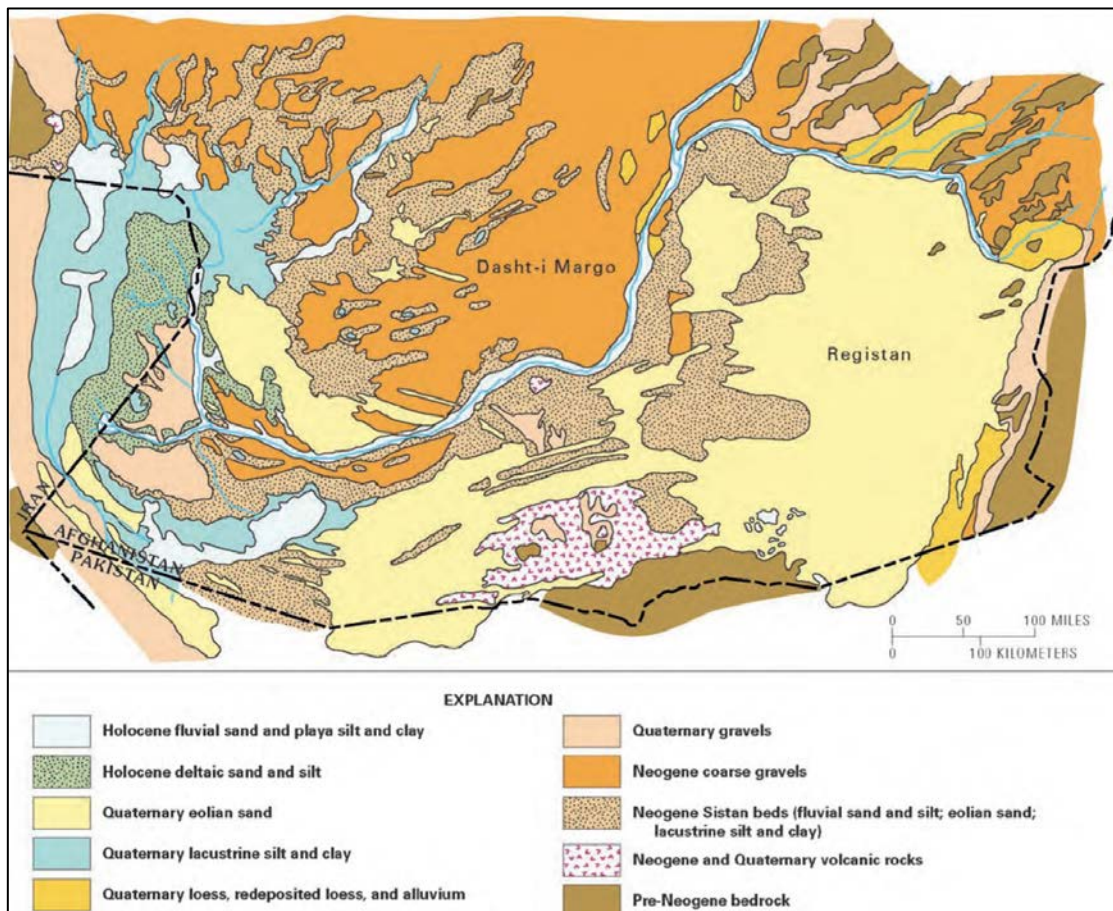 Dasht-i Margo
Registan
IRAN
AFGHANISTAN
PAKISTAN
0 50 100 MILES
0 100 KILOMETERS
EXPLANATION
Holocene fluvial sand and playa silt and clay
Holocene deltaic sand and silt
Quaternary eolian sand
Quaternary lacustrine silt and clay
Quaternary loess, redeposited loess, and alluvium
Quaternary gravels
Neogene coarse gravels
Neogene Sistan beds (fluvial sand and silt; eolian sand;
lacustrine silt and clay)
Neogene and Quaternary volcanic rocks
Pre-Neogene bedrock